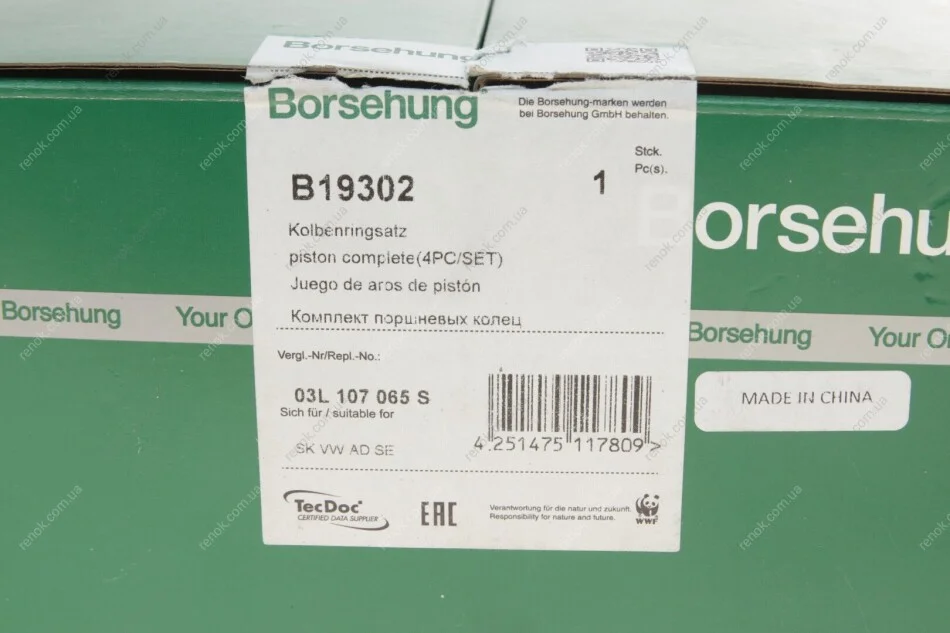 Borsehung
Borsehung
Die Borsehung-marken werden
bei Borsehung GmbH behalten.
Stck.
Pc(s).
B19302
1
Kolbenringsatz
piston complete(4PC/SET)
Juego de aros de pistón
Комплект поршневых колец
Borsehu
Borsehung
Your O
Borsehung
Your O
Vergl.-Nr/Repl.-No.:
03L 107 065 S
Sich für / suitable for
SK VW AD SE
4 251475 117809 >
MADE IN CHINA
TecDoc
CERTIFIED DATA SUPPLIER
EAC
Verantwortung für die natur und zukunft.
Responsibility for nature and future.
WWF
renok.com.ua